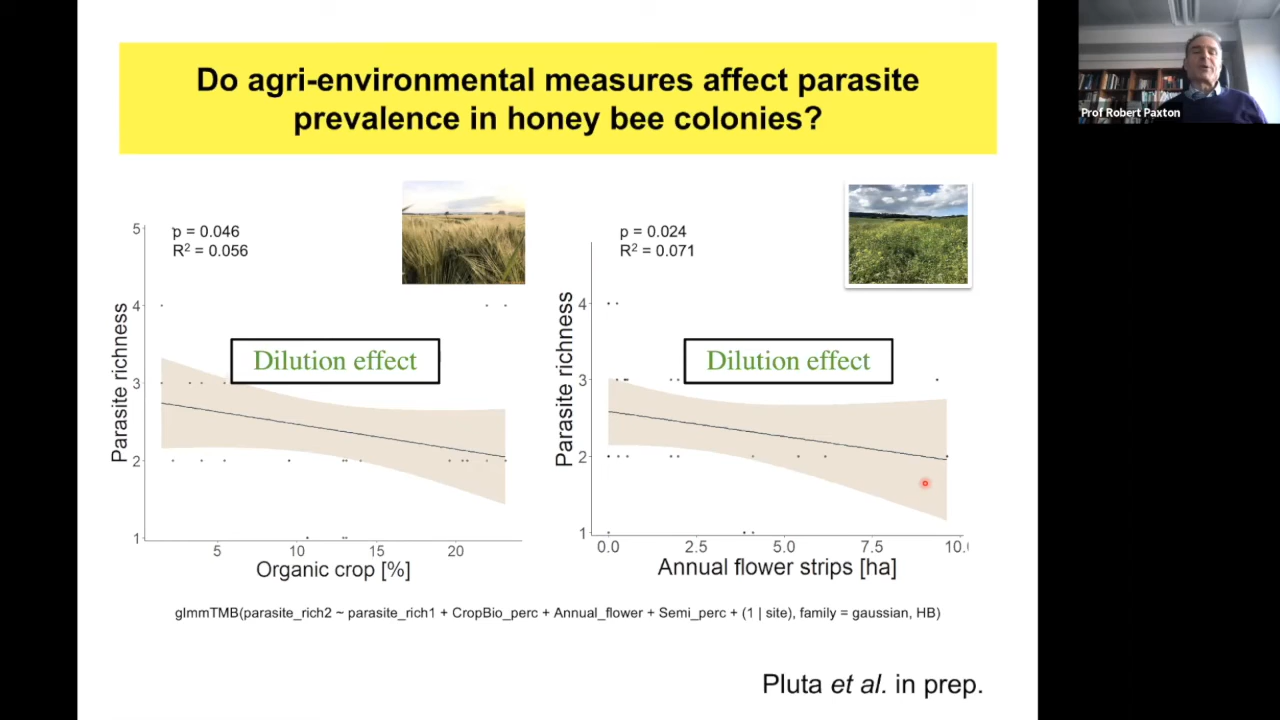 Do agri-environmental measures affect parasite
prevalence in honey bee colonies?
Prof Robert Paxton
p = 0.046
R² = 0.056
Dilution effect
Parasite richness
5
4
3
2
1
5 10 15 20
Organic crop [%]
p = 0.024
R² = 0.071
Dilution effect
Parasite richness
4
3
2
1
0.0 2.5 5.0 7.5 10.
Annual flower strips [ha]
glmmTMB(parasite_rich2 ~ parasite_rich1 + CropBio_perc + Annual_flower + Semi_perc + (1 | site), family = gaussian, HB)
Pluta et al. in prep.